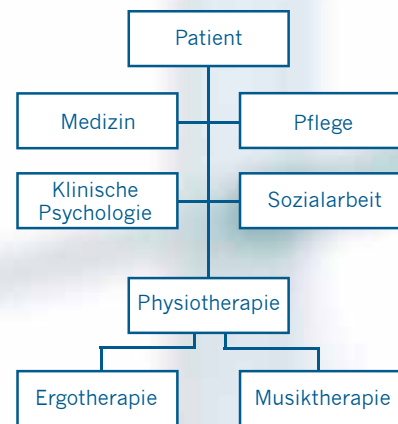 Patient
Medizin
Pflege
Klinische
Psychologie
Sozialarbeit
Physiotherapie
Ergotherapie
Musiktherapie